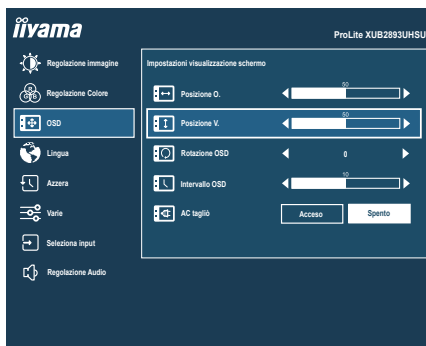 iiyama
ProLite XUB2893UHSU
Regolazione immagine
Regolazione Colore
OSD
Lingua
Azzera
Varie
Seleziona input
Regolazione Audio
Impostazioni visualizzazione schermo
Posizione O.
50
Posizione V.
50
Rotazione OSD
0
Intervallo OSD
10
AC tagliò
Acceso
Spento